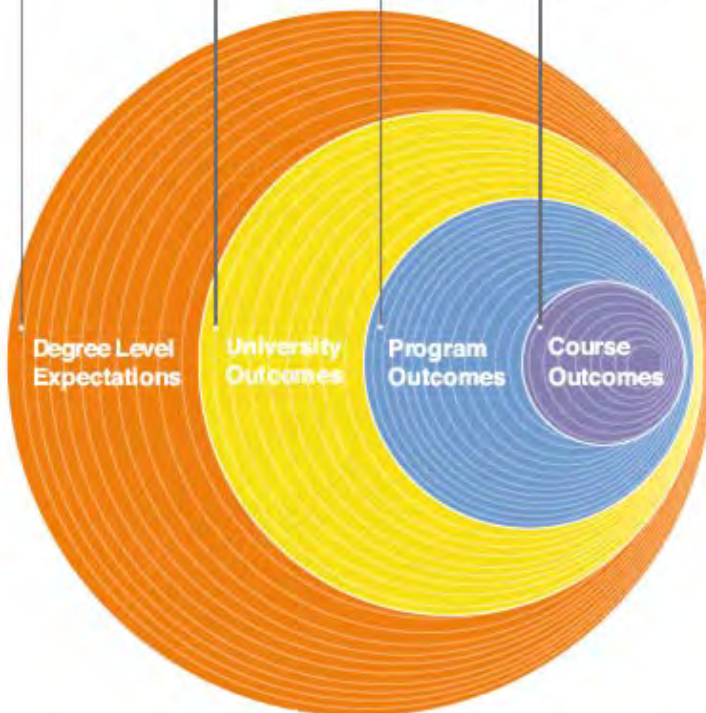 Degree Level
Expectations
University
Outcomes
Program
Outcomes
Course
Outcomes